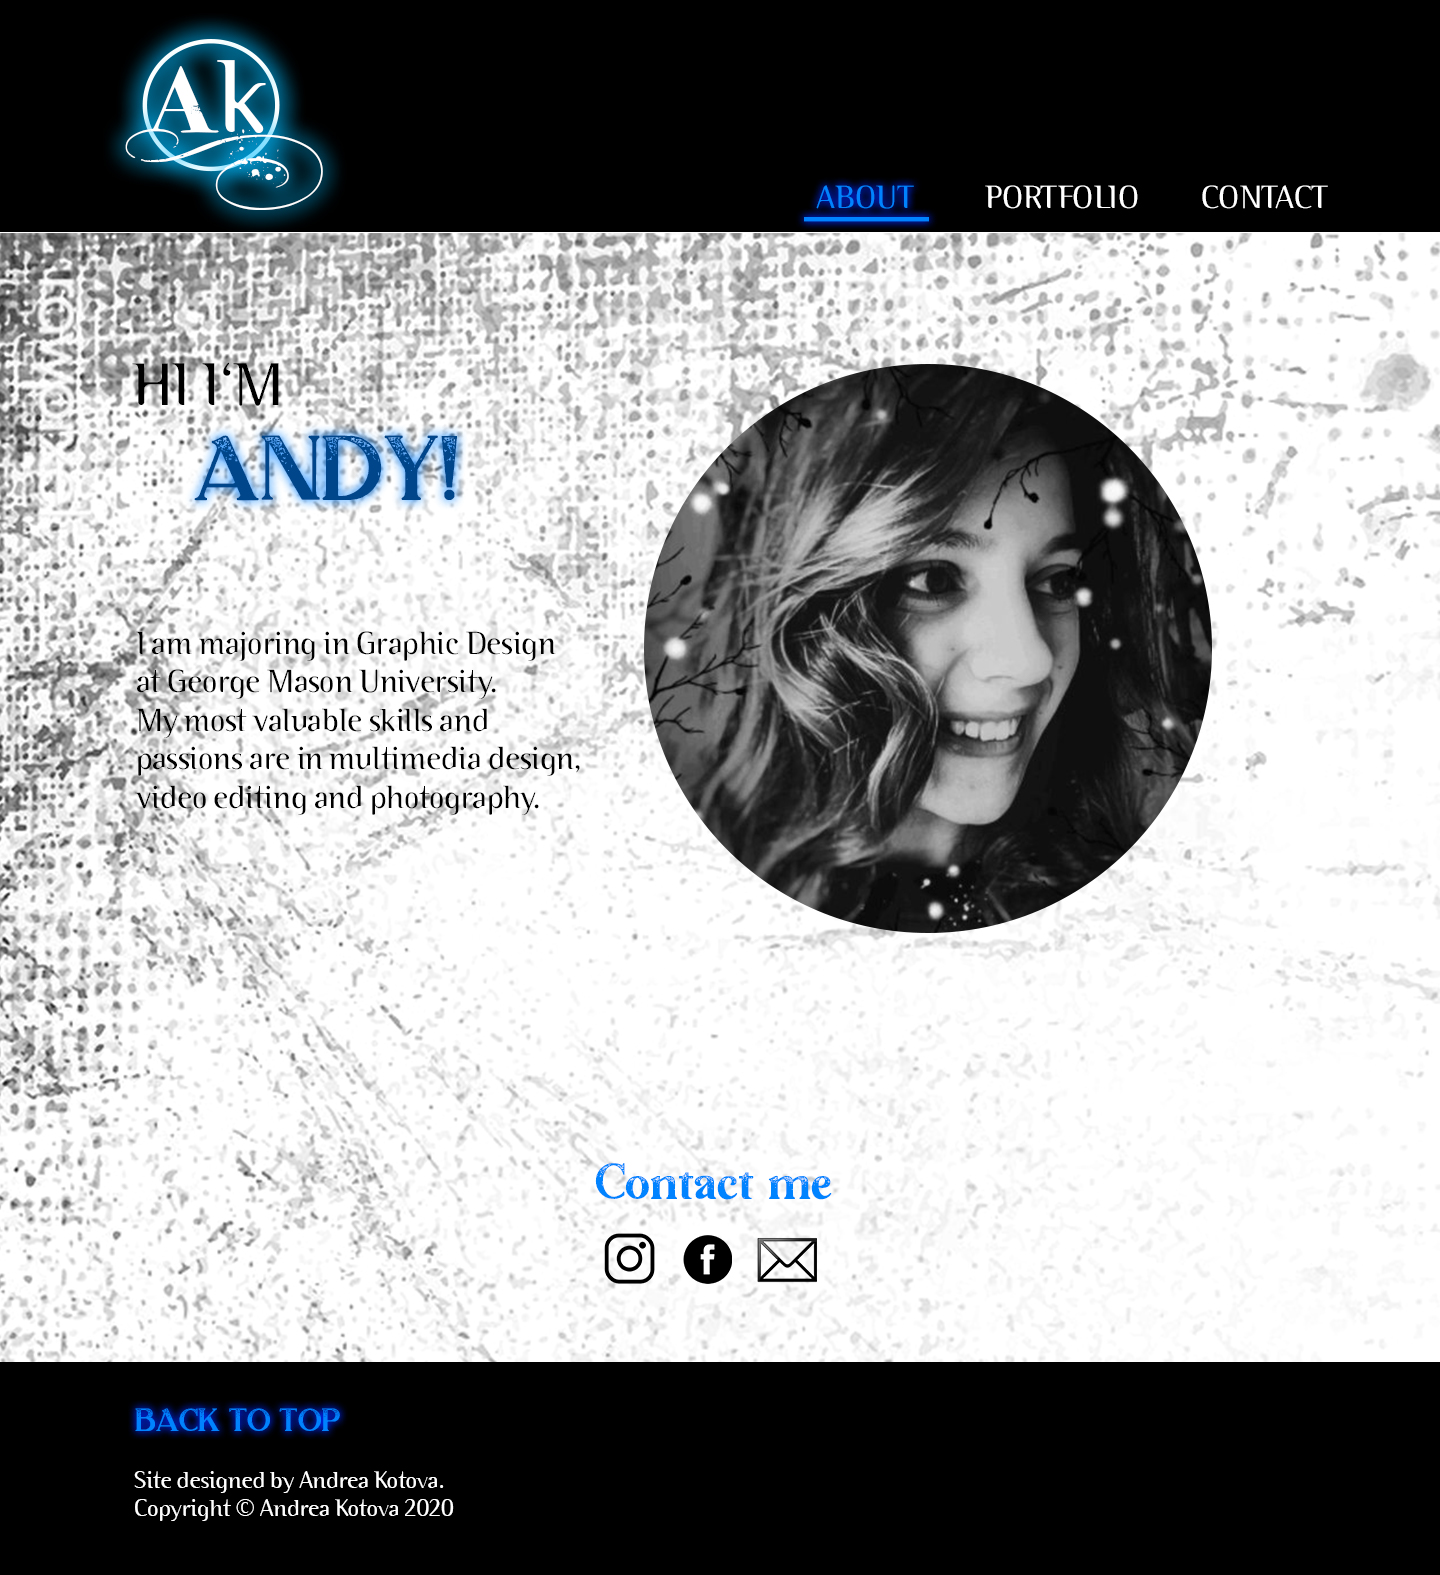 Ak
ABOUT PORTFOLIO CONTACT
HI I‘M
ANDY!
I am majoring in Graphic Design
at George Mason University.
My most valuable skills and
passions are in multimedia design,
video editing and photography.
Contact me
BACK TO TOP
Site designed by Andrea Kotova.
Copyright © Andrea Kotova 2020